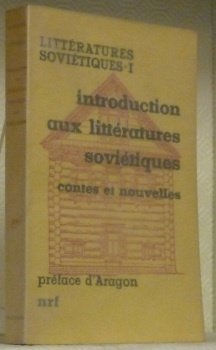 LITTÉRATURES
SOVIÉTIQUES·I
introduction
aux littératures
soviétiques
contes et nouvelles
préface d'Aragon
nrf